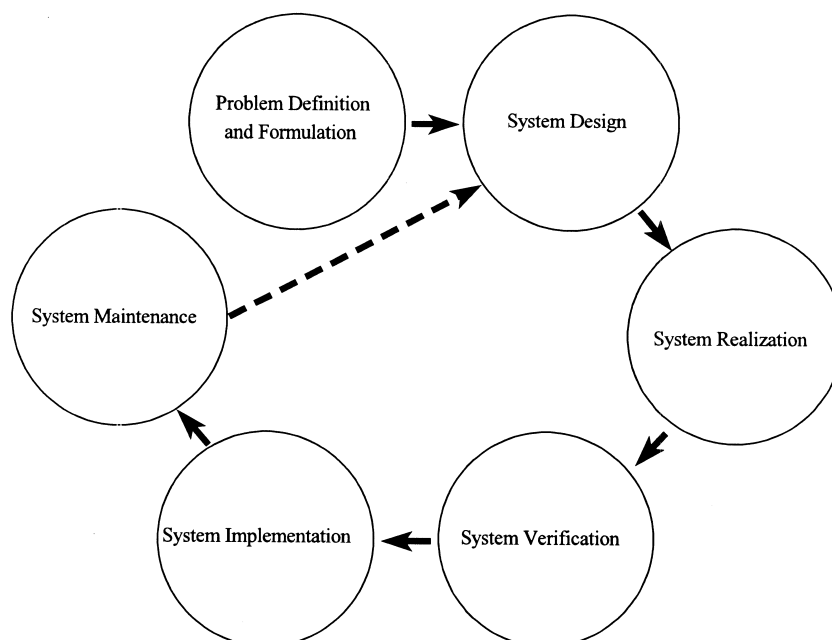 Problem Definition
and Formulation
System Design
System Realization
System Verification
System Implementation
System Maintenance